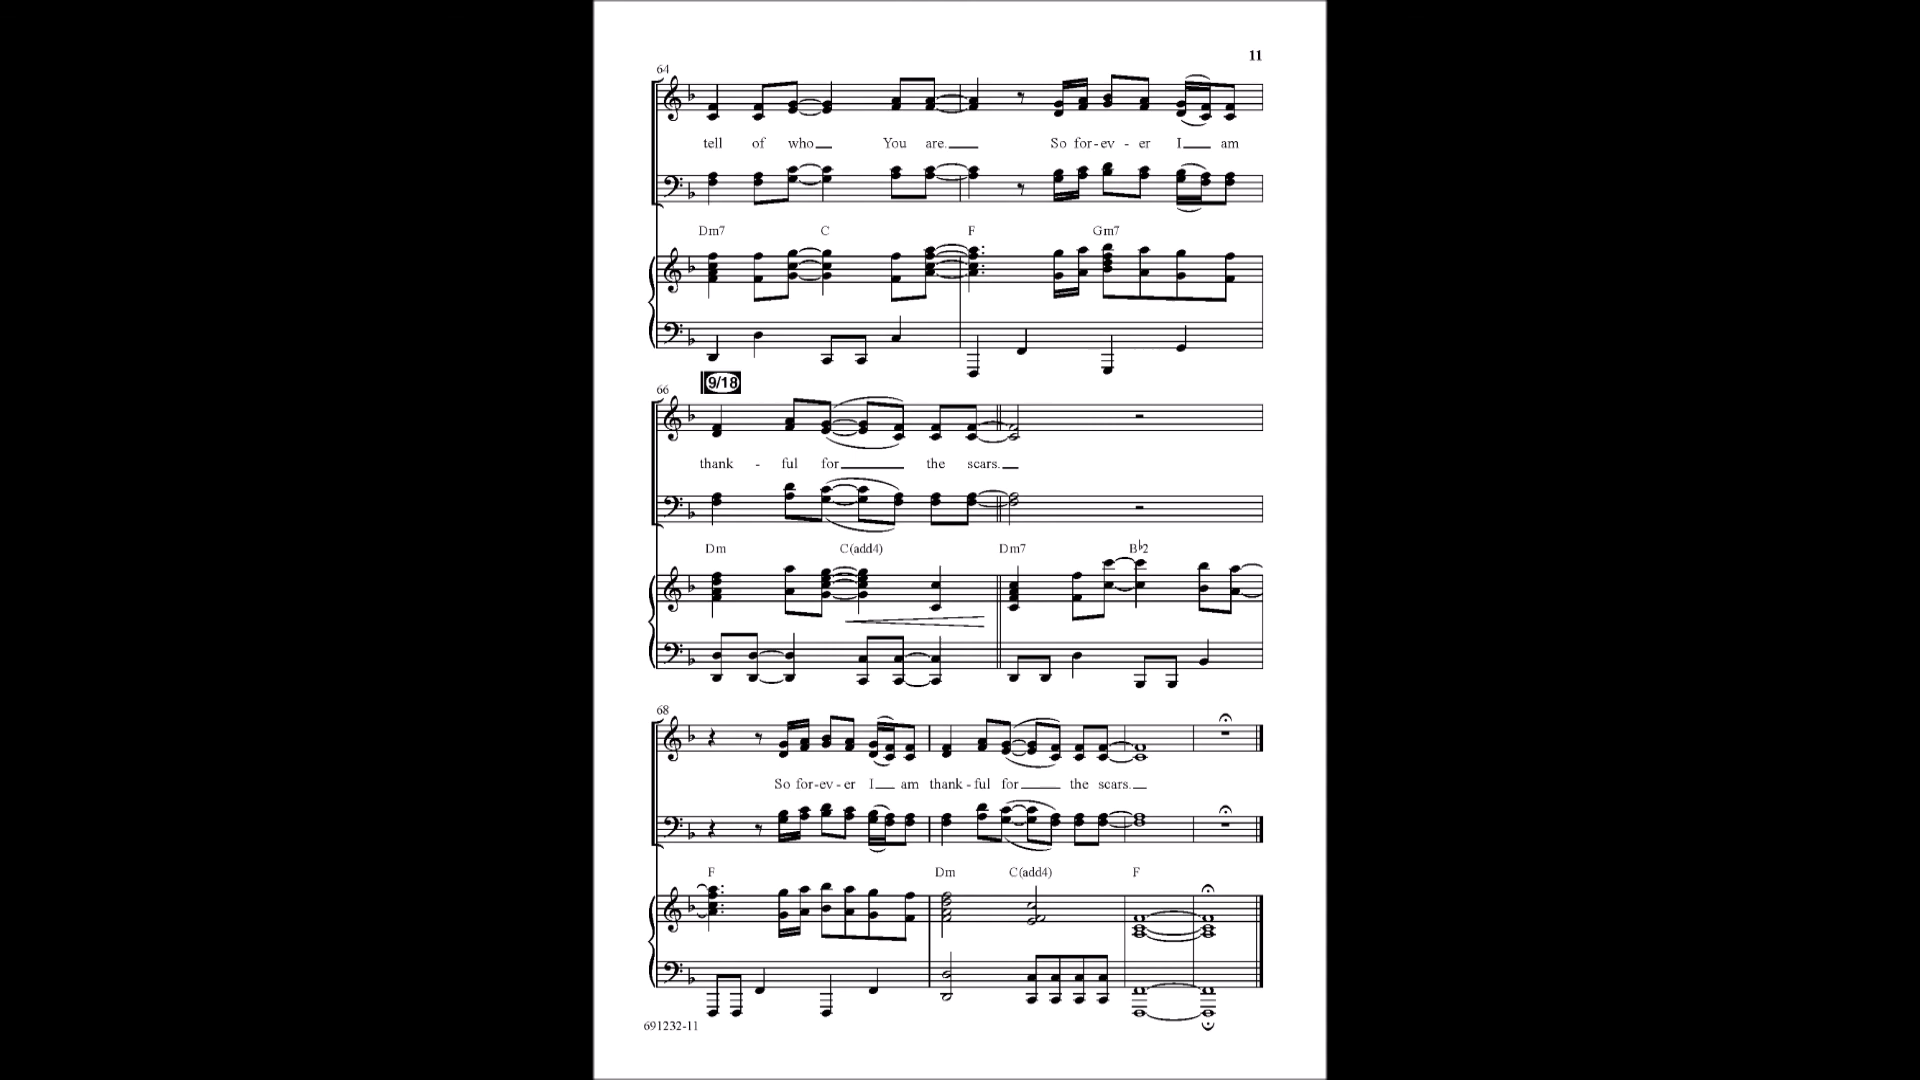 11
64
tell of who You are. So for-ev - er I am
Dm7 C F Gm7
66
9/18
thank - ful for the scars.
Dm C(add4) Dm7 B♭2
68
So for-ev-er I am thank-ful for the scars.
F Dm C(add4) F
691232-11